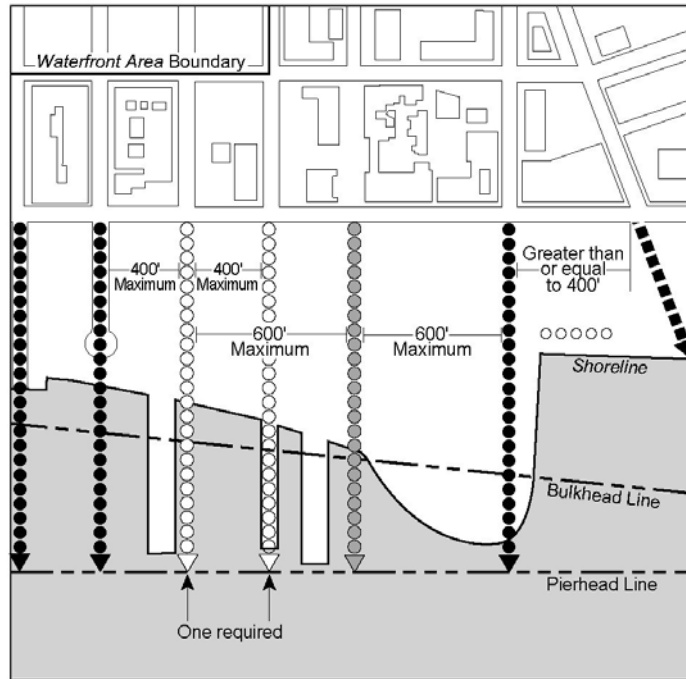 Waterfront Area Boundary
400'
Maximum
400'
Maximum
Greater than
or equal
to 400'
600'
Maximum
600'
Maximum
Shoreline
Bulkhead Line
Pierhead Line
One required